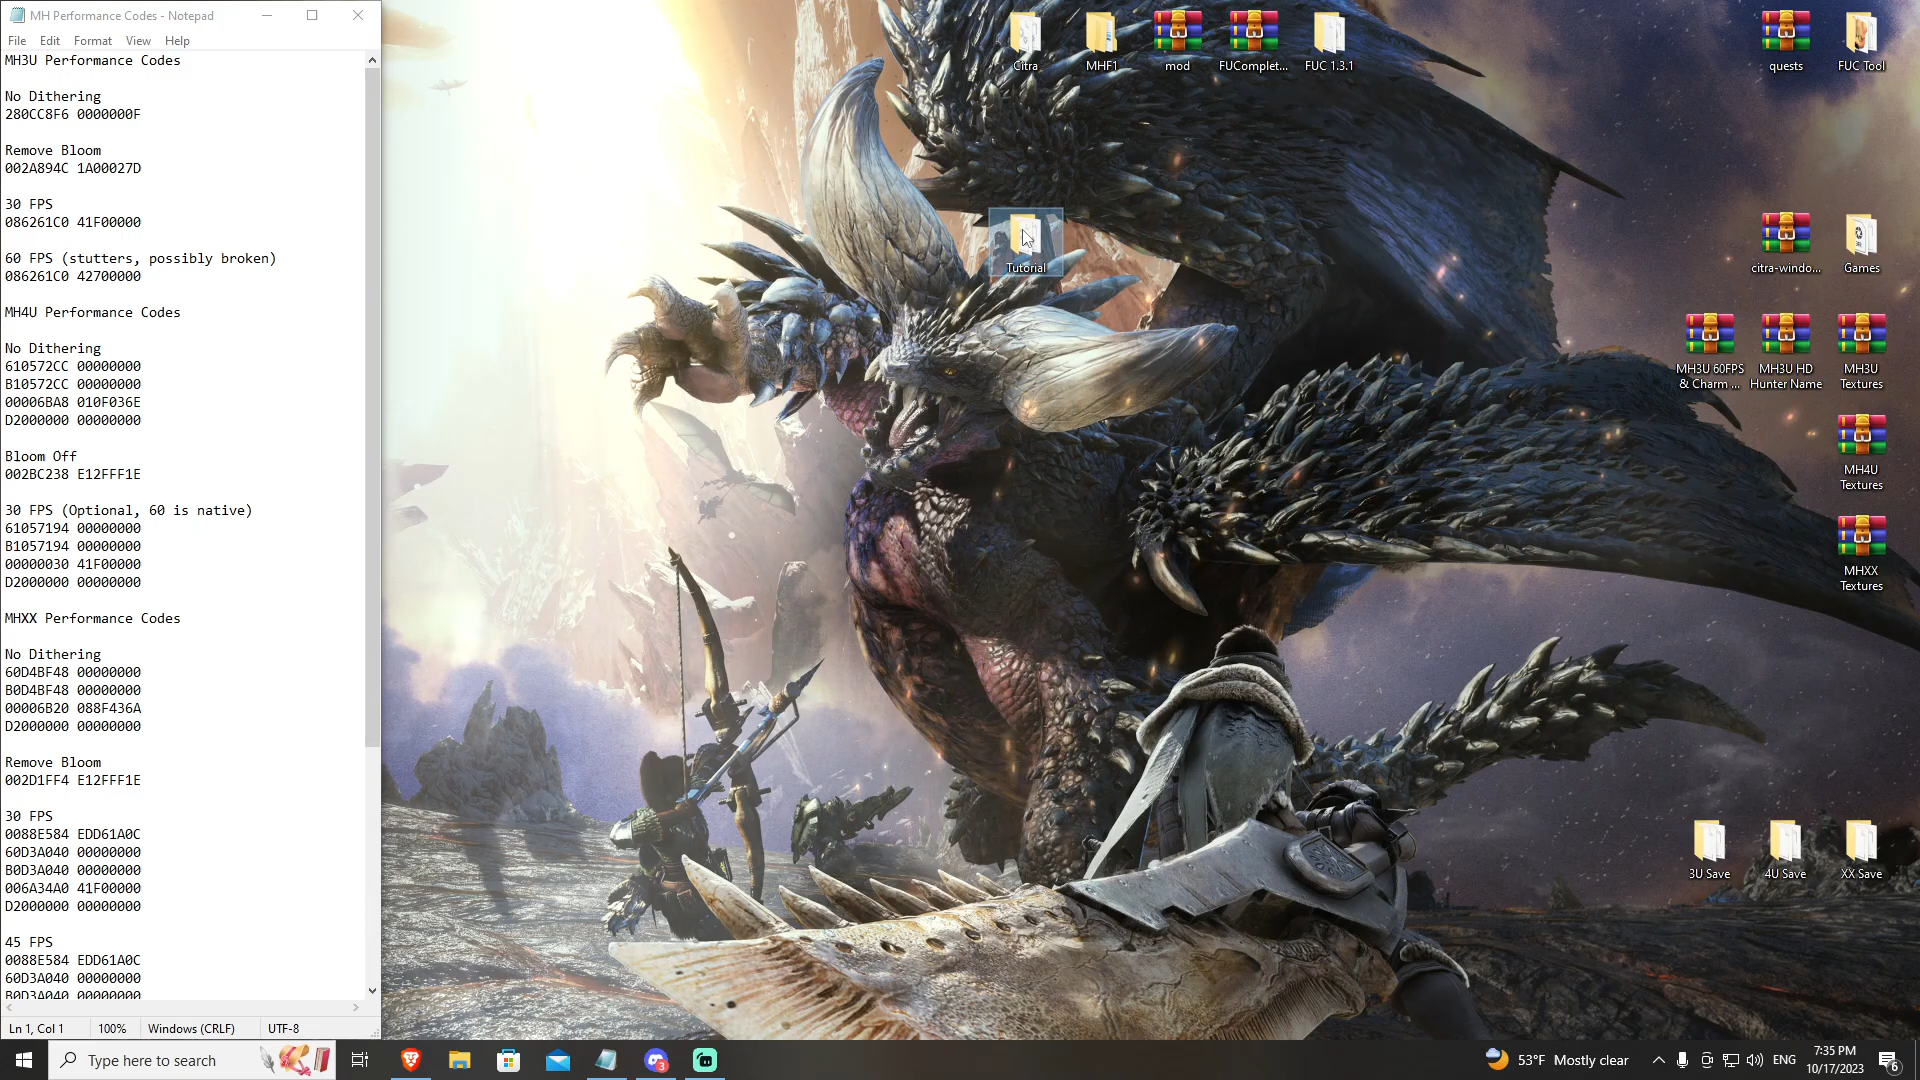 MH Performance Codes - Notepad
File Edit Format View Help
MH3U Performance Codes
No Dithering
280CC8F6 0000000F
Remove Bloom
002A894C 1A00027D
30 FPS
086261C0 41F00000
60 FPS (stutters, possibly broken)
086261C0 42700000
MH4U Performance Codes
No Dithering
610572CC 00000000
B10572CC 00000000
00006BA8 010F036E
D2000000 00000000
Bloom Off
002BC238 E12FFF1E
30 FPS (Optional, 60 is native)
61057194 00000000
B1057194 00000000
00000030 41F00000
D2000000 00000000
MHXX Performance Codes
No Dithering
60D4BF48 00000000
B0D4BF48 00000000
00006B20 088F436A
D2000000 00000000
Remove Bloom
002D1FF4 E12FFF1E
30 FPS
0088E584 EDD61A0C
60D3A040 00000000
B0D3A040 00000000
006A34A0 41F00000
D2000000 00000000
45 FPS
0088E584 EDD61A0C
60D3A040 00000000
B0D3A040 00000000
Ln 1, Col 1 100% Windows (CRLF) UTF-8
Citra
MHF1
mod
FUComplet...
FUC 1.3.1
quests
FUC Tool
Tutorial
citra-windo...
Games
MH3U 60FPS
& Charm ...
MH3U HD
Hunter Name
MH3U
Textures
MH4U
Textures
MHXX
Textures
3U Save
4U Save
XX Save
Type here to search
3
53°F Mostly clear
ENG
7:35 PM
10/17/2023
6